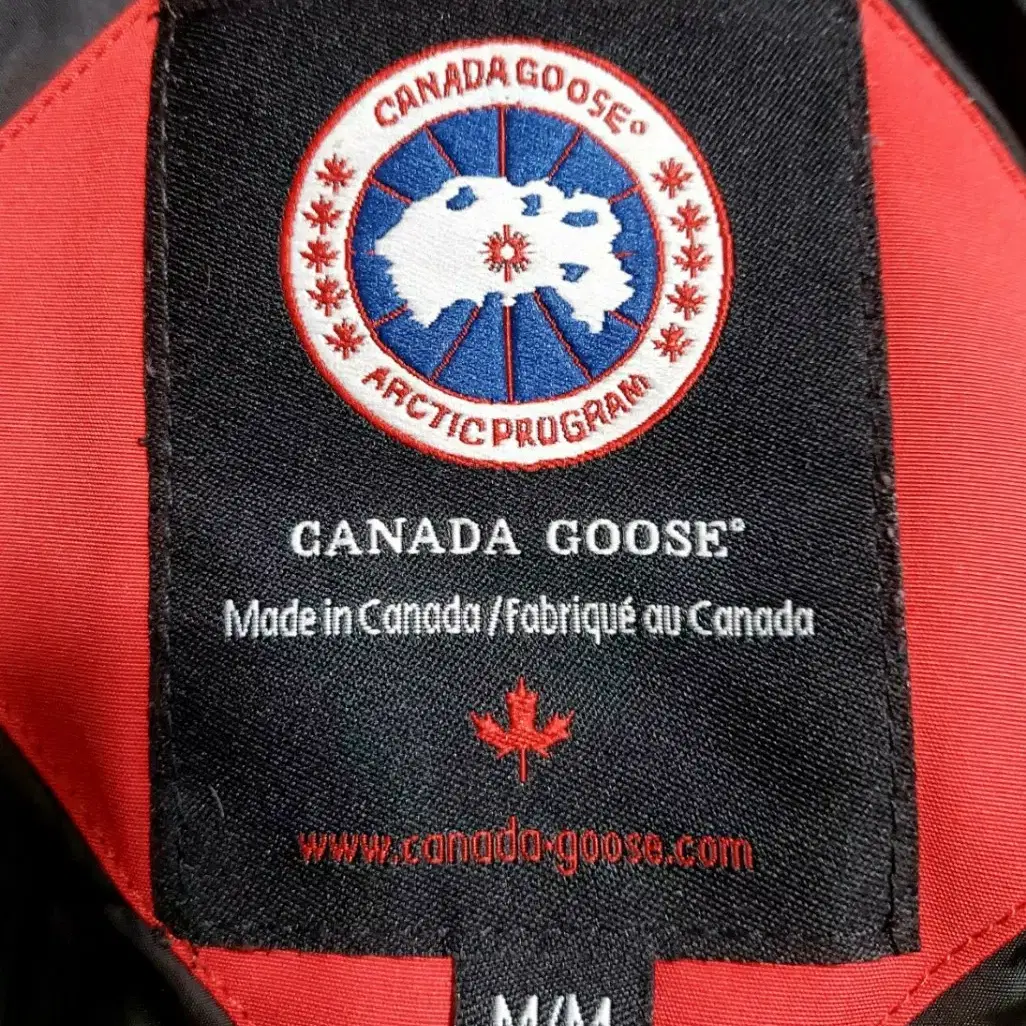 CANADA GOOSE®
ARCTIC PROGRAM
CANADA GOOSE®
Made in Canada / Fabriqué au Canada
www.canada-goose.com
M/M